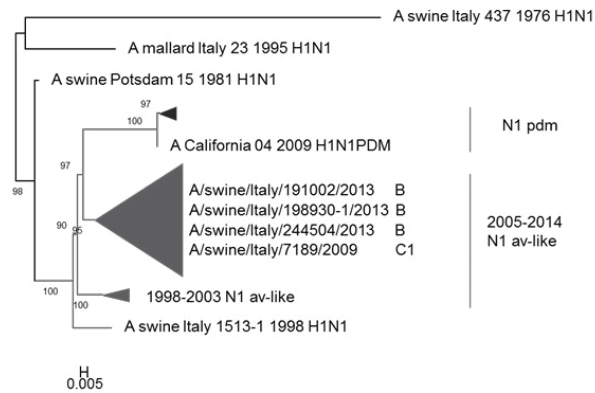 A swine Italy 437 1976 H1N1
A mallard Italy 23 1995 H1N1
A swine Potsdam 15 1981 H1N1
97
100
N1 pdm
A California 04 2009 H1N1PDM
97
98
A/swine/Italy/191002/2013 B
A/swine/Italy/198930-1/2013 B
90
95
A/swine/Italy/244504/2013 B
A/swine/Italy/7189/2009 C1
2005-2014
N1 av-like
100
100
1998-2003 N1 av-like
A swine Italy 1513-1 1998 H1N1
H
0.005